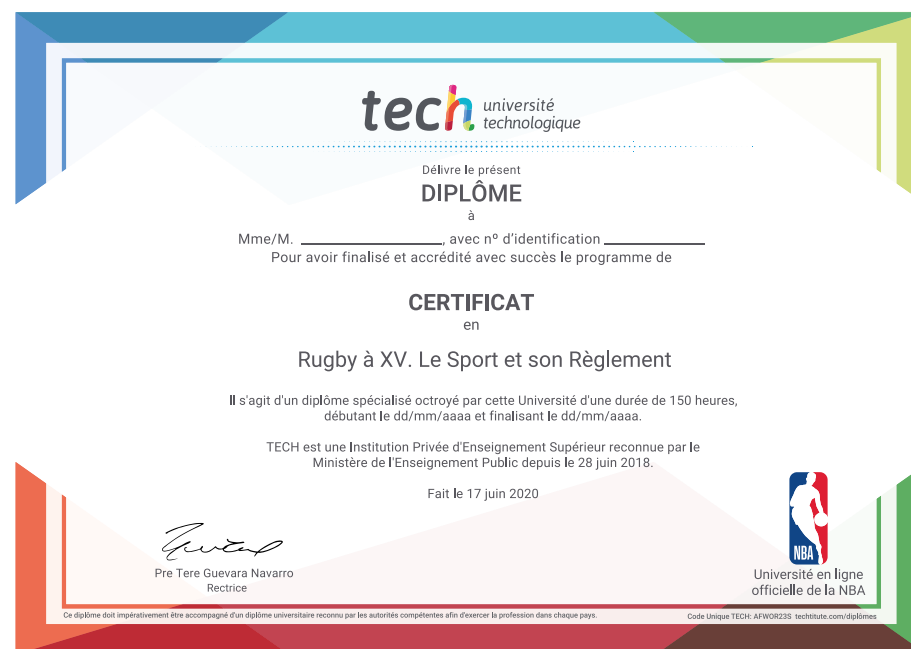 tech université
technologique
Délivre le présent
DIPLÔME
à
Mme/M. ____________________, avec nº d'identification ______________
Pour avoir finalisé et accrédité avec succès le programme de
CERTIFICAT
en
Rugby à XV. Le Sport et son Règlement
Il s'agit d'un diplôme spécialisé octroyé par cette Université d'une durée de 150 heures,
débutant le dd/mm/aaaa et finalisant le dd/mm/aaaa.
TECH est une Institution Privée d'Enseignement Supérieur reconnue par le
Ministère de l'Enseignement Public depuis le 28 juin 2018.
Fait le 17 juin 2020
Pre Tere Guevara Navarro
Rectrice
NBA
Université en ligne
officielle de la NBA
Ce diplôme doit impérativement être accompagné d'un diplôme universitaire reconnu par les autorités compétentes afin d'exercer la profession dans chaque pays.
Code Unique TECH: AFWOR23S techtitute.com/diplômes